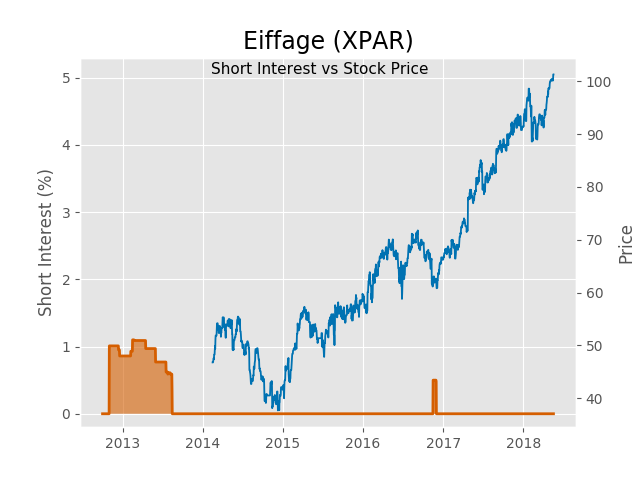 Eiffage (XPAR)
Short Interest vs Stock Price
Short Interest (%)
5
4
3
2
1
0
100
90
80
70
60
50
40
Price
2013 2014 2015 2016 2017 2018